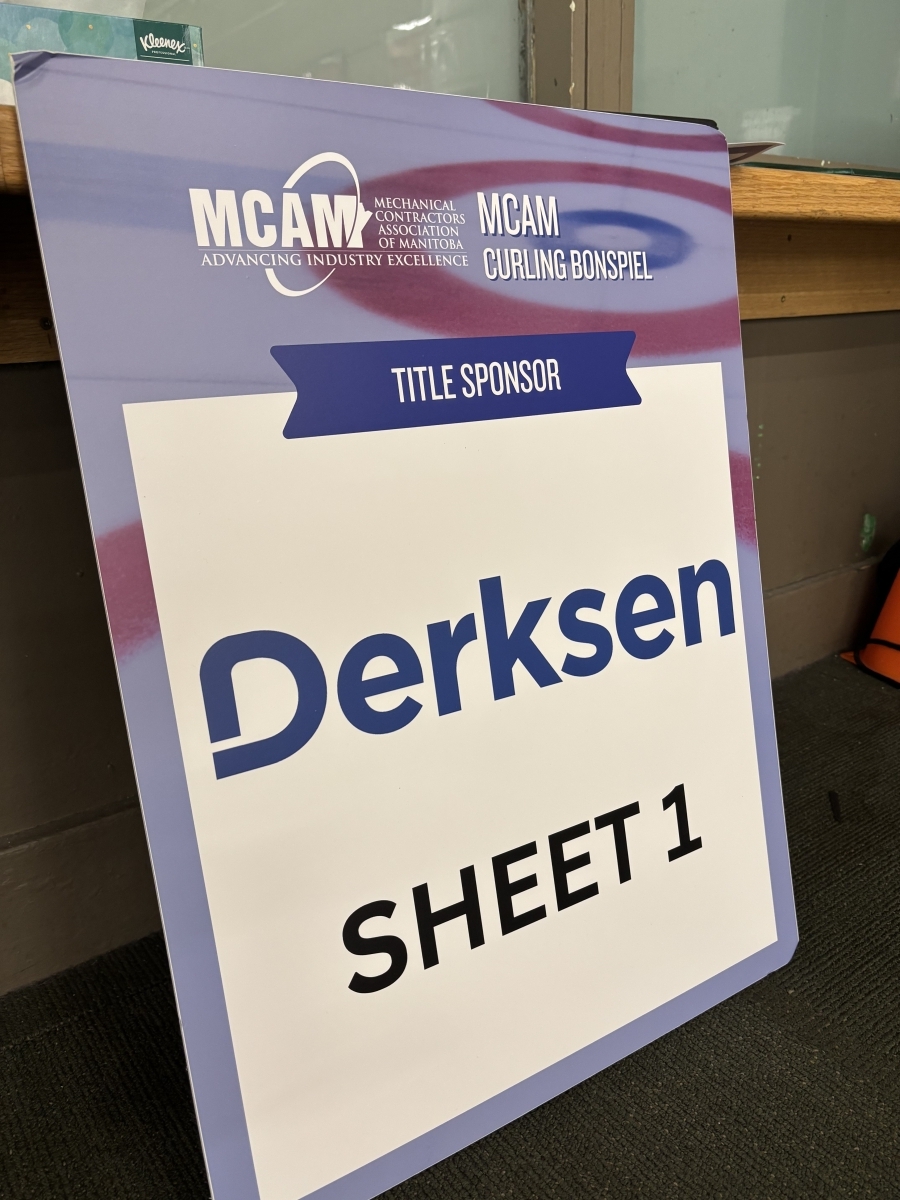 Kleenex
MCAM
MECHANICAL
CONTRACTORS
ASSOCIATION
OF MANITOBA
ADVANCING INDUSTRY EXCELLENCE
MCAM
CURLING BONSPIEL
TITLE SPONSOR
Derksen
SHEET 1